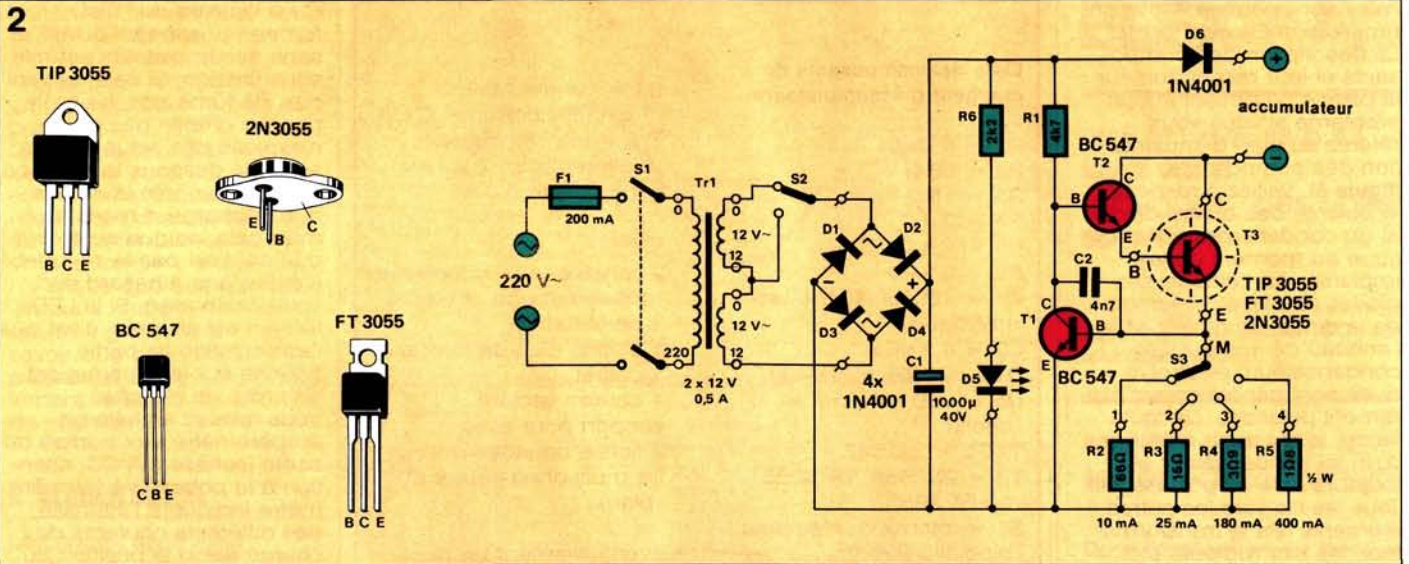 2
TIP 3055
B C E
2N3055
E
B
C
BC 547
C B E
FT 3055
B C E
220 V~
F1
200 mA
S1
0
220
Tr1
0
12 V~
12
0
12 V~
12
2 x 12 V
0,5 A
S2
D1
D2
~
-
+
~
D3
D4
4x
1N4001
C1
1000µ
40V
R6
2k2
D5
R1
4k7
D6
1N4001
+
accumulateur
-
BC 547
T2
C
B
E
C
T3
B
TIP 3055
FT 3055
2N3055
E
C2
4n7
C
T1
B
E
BC 547
M
S3
1
2
3
4
R2
68Ω
R3
15Ω
R4
3Ω9
R5
1Ω8
½ W
10 mA
25 mA
180 mA
400 mA